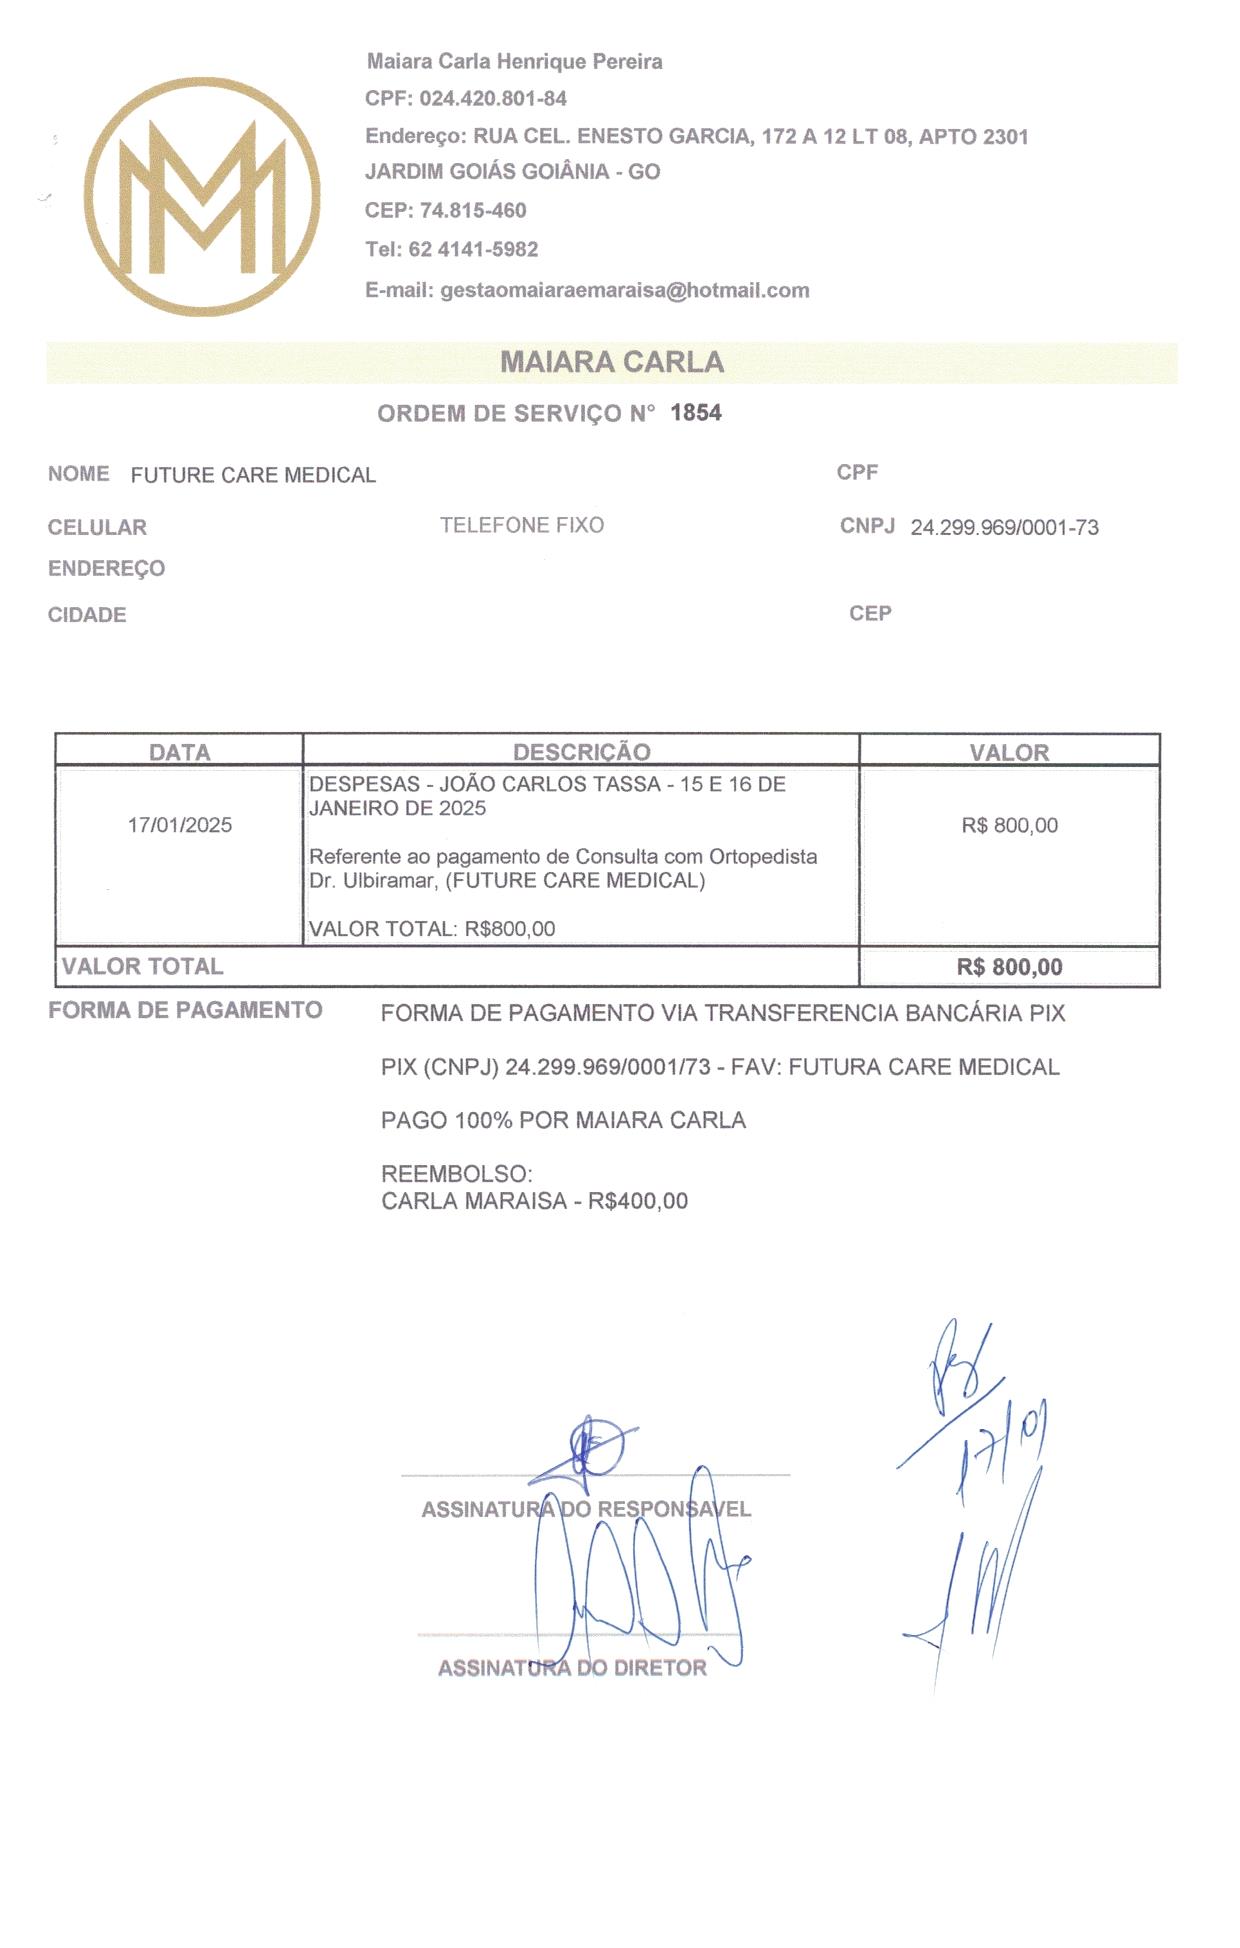 Maiara Carla Henrique Pereira
CPF: 024.420.801-84
Endereço: RUA CEL. ENESTO GARCIA, 172 A 12 LT 08, APTO 2301
JARDIM GOIÁS GOIÂNIA - GO
CEP: 74.815-460
Tel: 62 4141-5982
E-mail: gestaomaiaraemaraisa@hotmail.com
MAIARA CARLA
ORDEM DE SERVIÇO N° 1854
NOME FUTURE CARE MEDICAL CPF
CELULAR TELEFONE FIXO CNPJ 24.299.969/0001-73
ENDEREÇO
CIDADE CEP
DATA DESCRIÇÃO VALOR
DESPESAS - JOÃO CARLOS TASSA - 15 E 16 DE
JANEIRO DE 2025
17/01/2025 R$ 800,00
Referente ao pagamento de Consulta com Ortopedista
Dr. Ulbiramar, (FUTURE CARE MEDICAL)
VALOR TOTAL: R$800,00
VALOR TOTAL R$ 800,00
FORMA DE PAGAMENTO FORMA DE PAGAMENTO VIA TRANSFERENCIA BANCÁRIA PIX
PIX (CNPJ) 24.299.969/0001/73 - FAV: FUTURA CARE MEDICAL
PAGO 100% POR MAIARA CARLA
REEMBOLSO:
CARLA MARAISA - R$400,00
17/01
ASSINATURA DO RESPONSAVEL
ASSINATURA DO DIRETOR